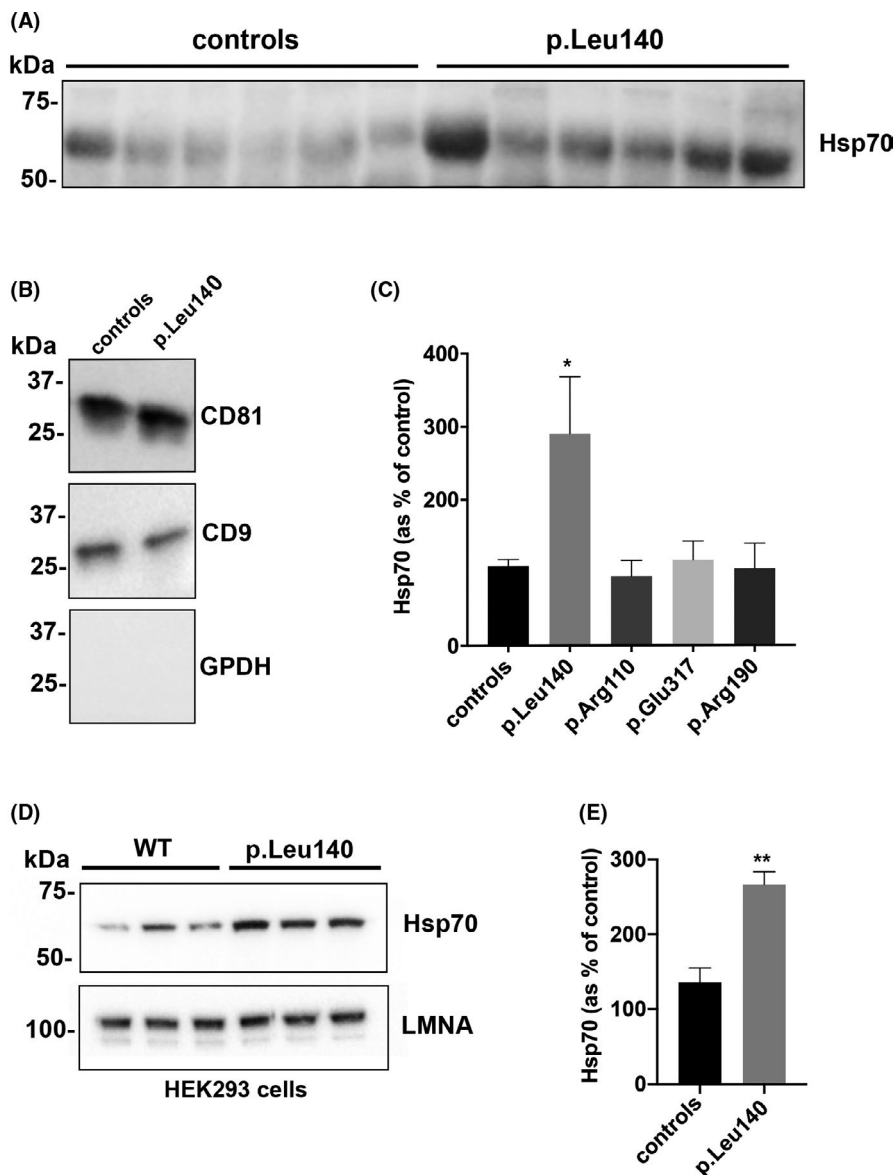 (A)
controls p.Leu140
kDa
75-
50-
Hsp70
(B)
controls p.Leu140
kDa
37-
25-
CD81
37-
25-
CD9
37-
25-
GPDH
(C)
Hsp70 (as % of control)
400
300
200
0
*
controls p.Leu140 p.Arg110 p.Glu317 p.Arg190
(D)
WT p.Leu140
kDa
75-
50-
Hsp70
100-
LMNA
HEK293 cells
(E)
Hsp70 (as % of control)
300
200
100
0
**
controls p.Leu140